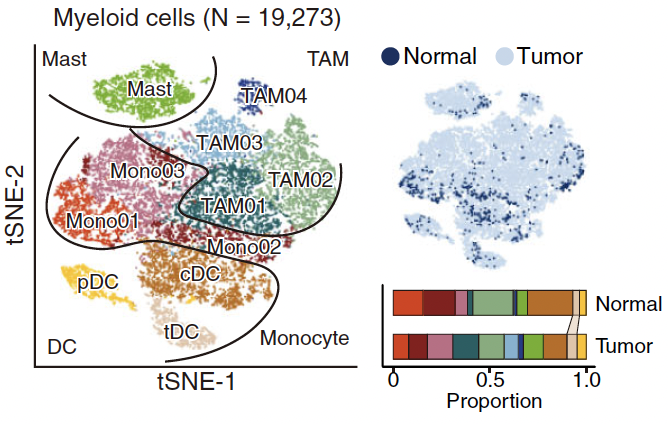 Myeloid cells (N = 19,273)
Mast
TAM
Mast
TAM04
TAM03
Mono03
TAM02
TAM01
Mono01
Mono02
cDC
pDC
tDC
DC
Monocyte
tSNE-2
tSNE-1
Normal
Tumor
Normal
Tumor
0
0.5
1.0
Proportion